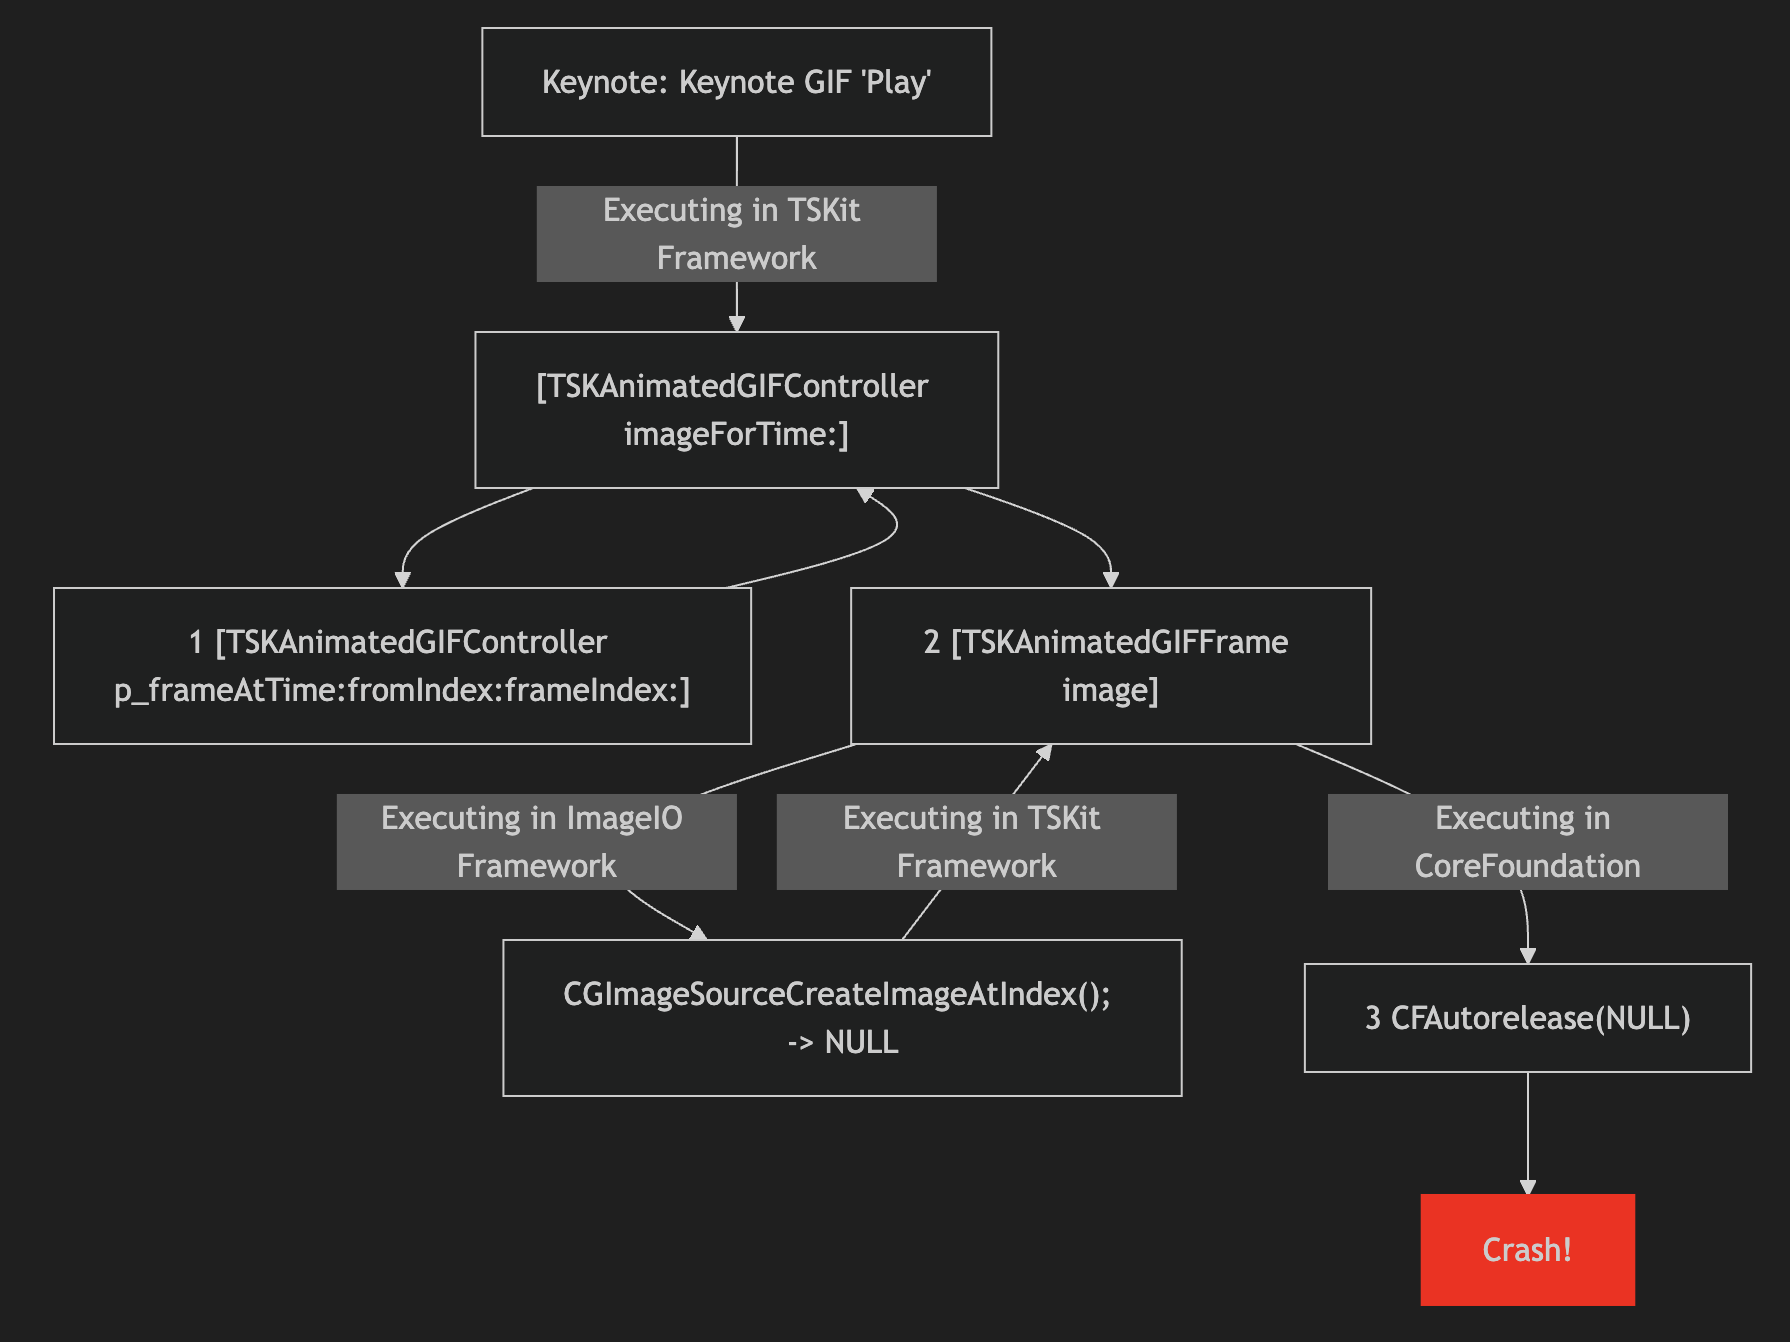 Keynote: Keynote GIF 'Play'
Executing in TSKit
Framework
[TSKAnimatedGIFController
imageForTime:]
1 [TSKAnimatedGIFController
p_frameAtTime:fromIndex:frameIndex:]
2 [TSKAnimatedGIFFrame
image]
Executing in ImageIO
Framework
Executing in TSKit
Framework
Executing in
CoreFoundation
CGImageSourceCreateImageAtIndex();
-> NULL
3 CFAutorelease(NULL)
Crash!